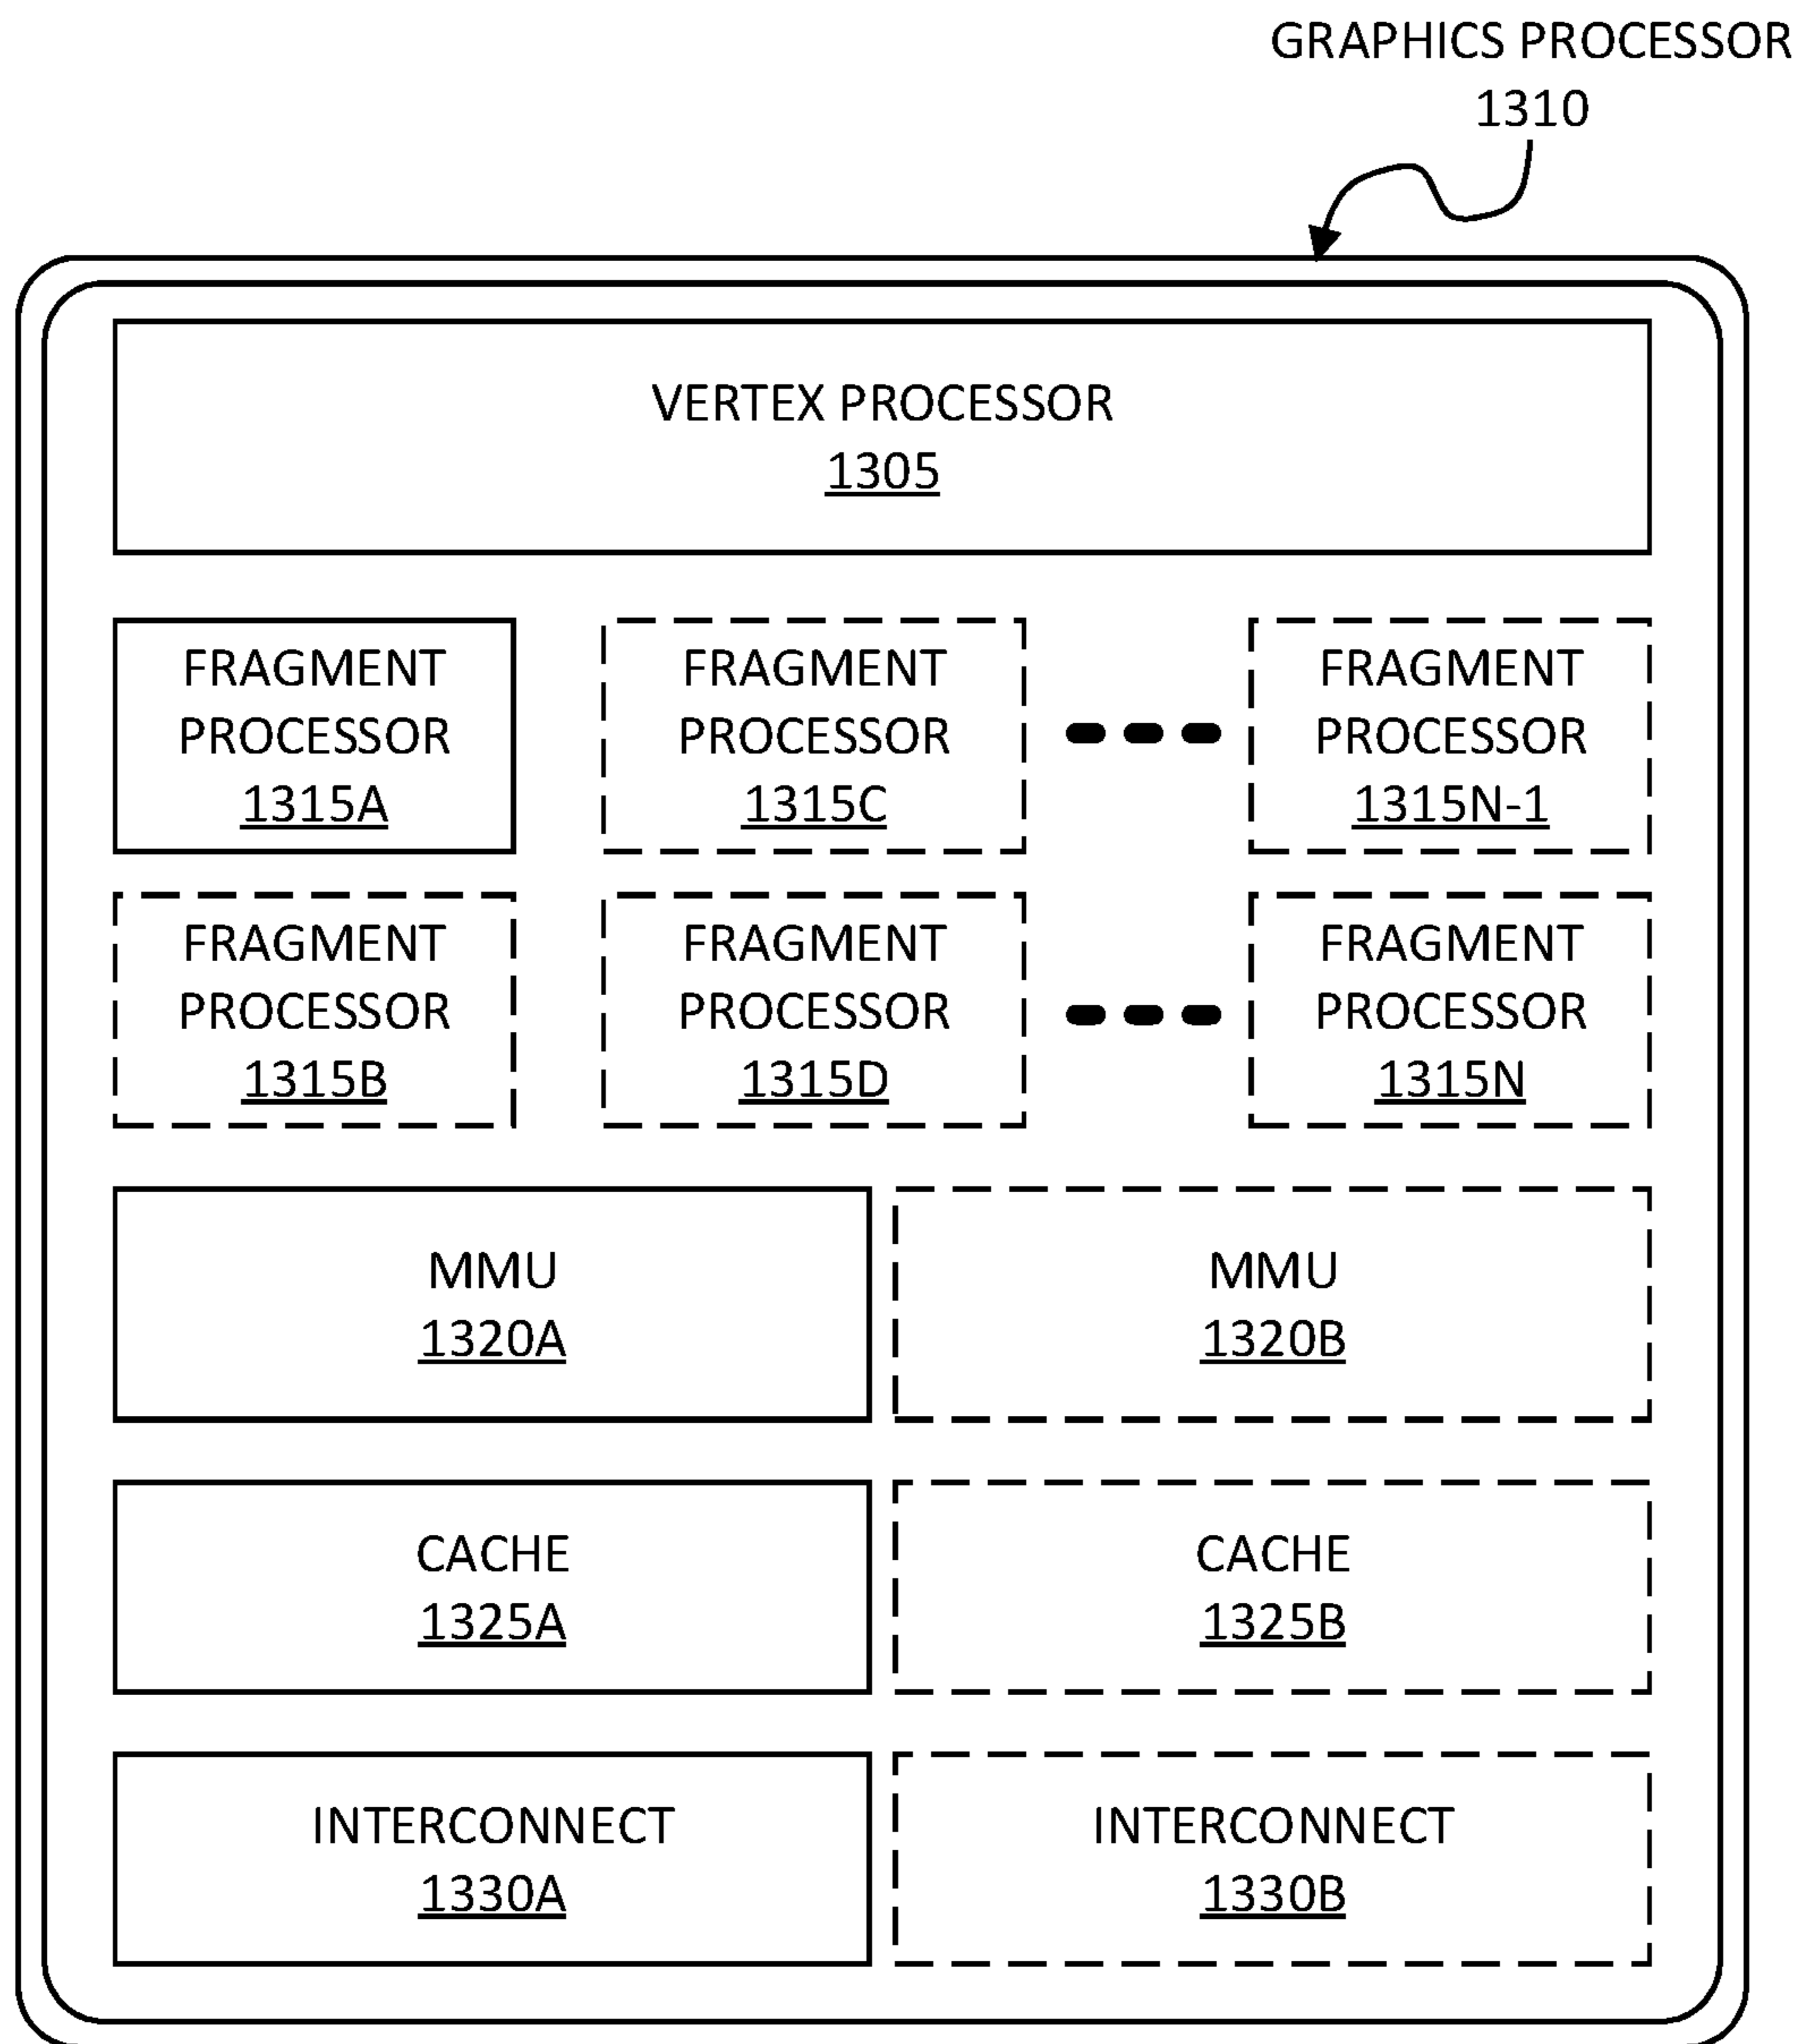 GRAPHICS PROCESSOR
1310
VERTEX PROCESSOR
1305
FRAGMENT
PROCESSOR
1315A
FRAGMENT
PROCESSOR
1315C
FRAGMENT
PROCESSOR
1315N-1
FRAGMENT
PROCESSOR
1315B
FRAGMENT
PROCESSOR
1315D
FRAGMENT
PROCESSOR
1315N
MMU
1320A
MMU
1320B
CACHE
1325A
CACHE
1325B
INTERCONNECT
1330A
INTERCONNECT
1330B